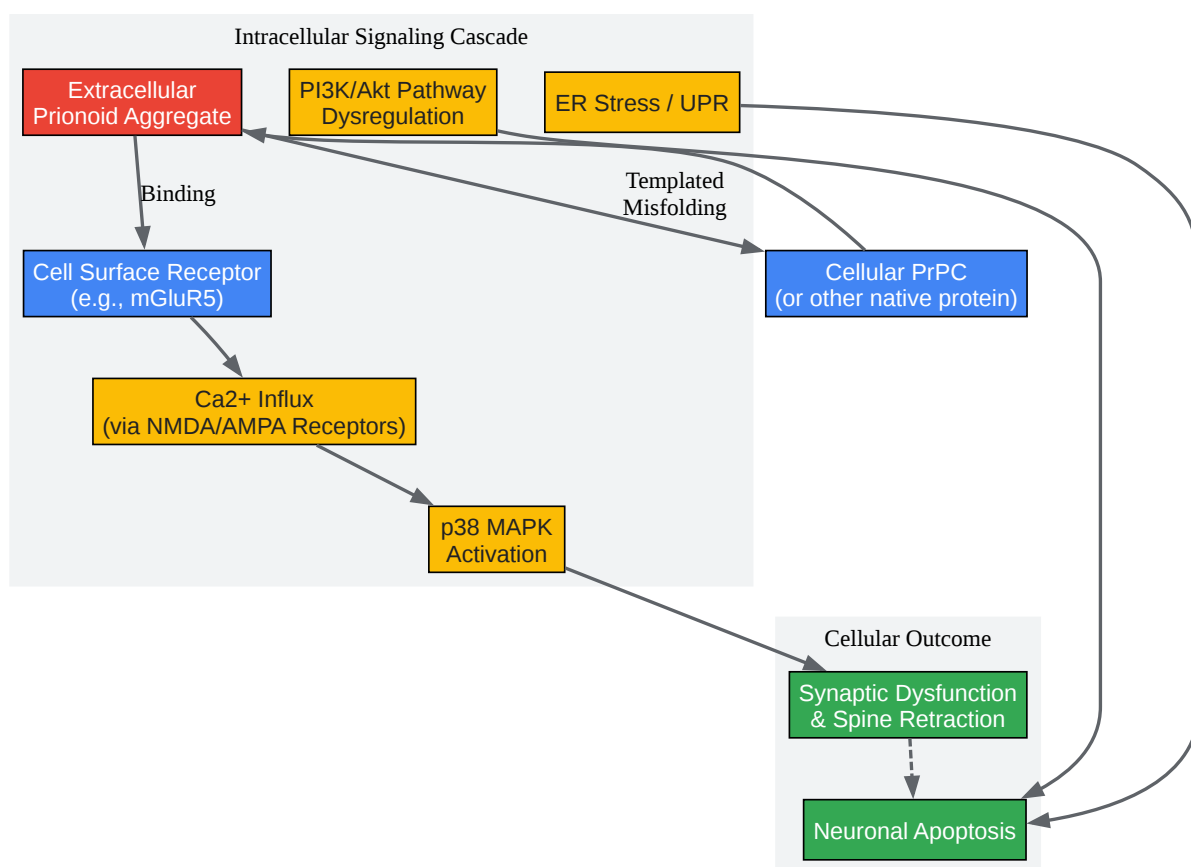 Intracellular Signaling Cascade
Extracellular
Prionoid Aggregate
PI3K/Akt Pathway
Dysregulation
ER Stress / UPR
Binding
Templated
Misfolding
Cell Surface Receptor
(e.g., mGluR5)
Cellular PrPC
(or other native protein)
Ca2+ Influx
(via NMDA/AMPA Receptors)
p38 MAPK
Activation
Cellular Outcome
Synaptic Dysfunction
& Spine Retraction
Neuronal Apoptosis